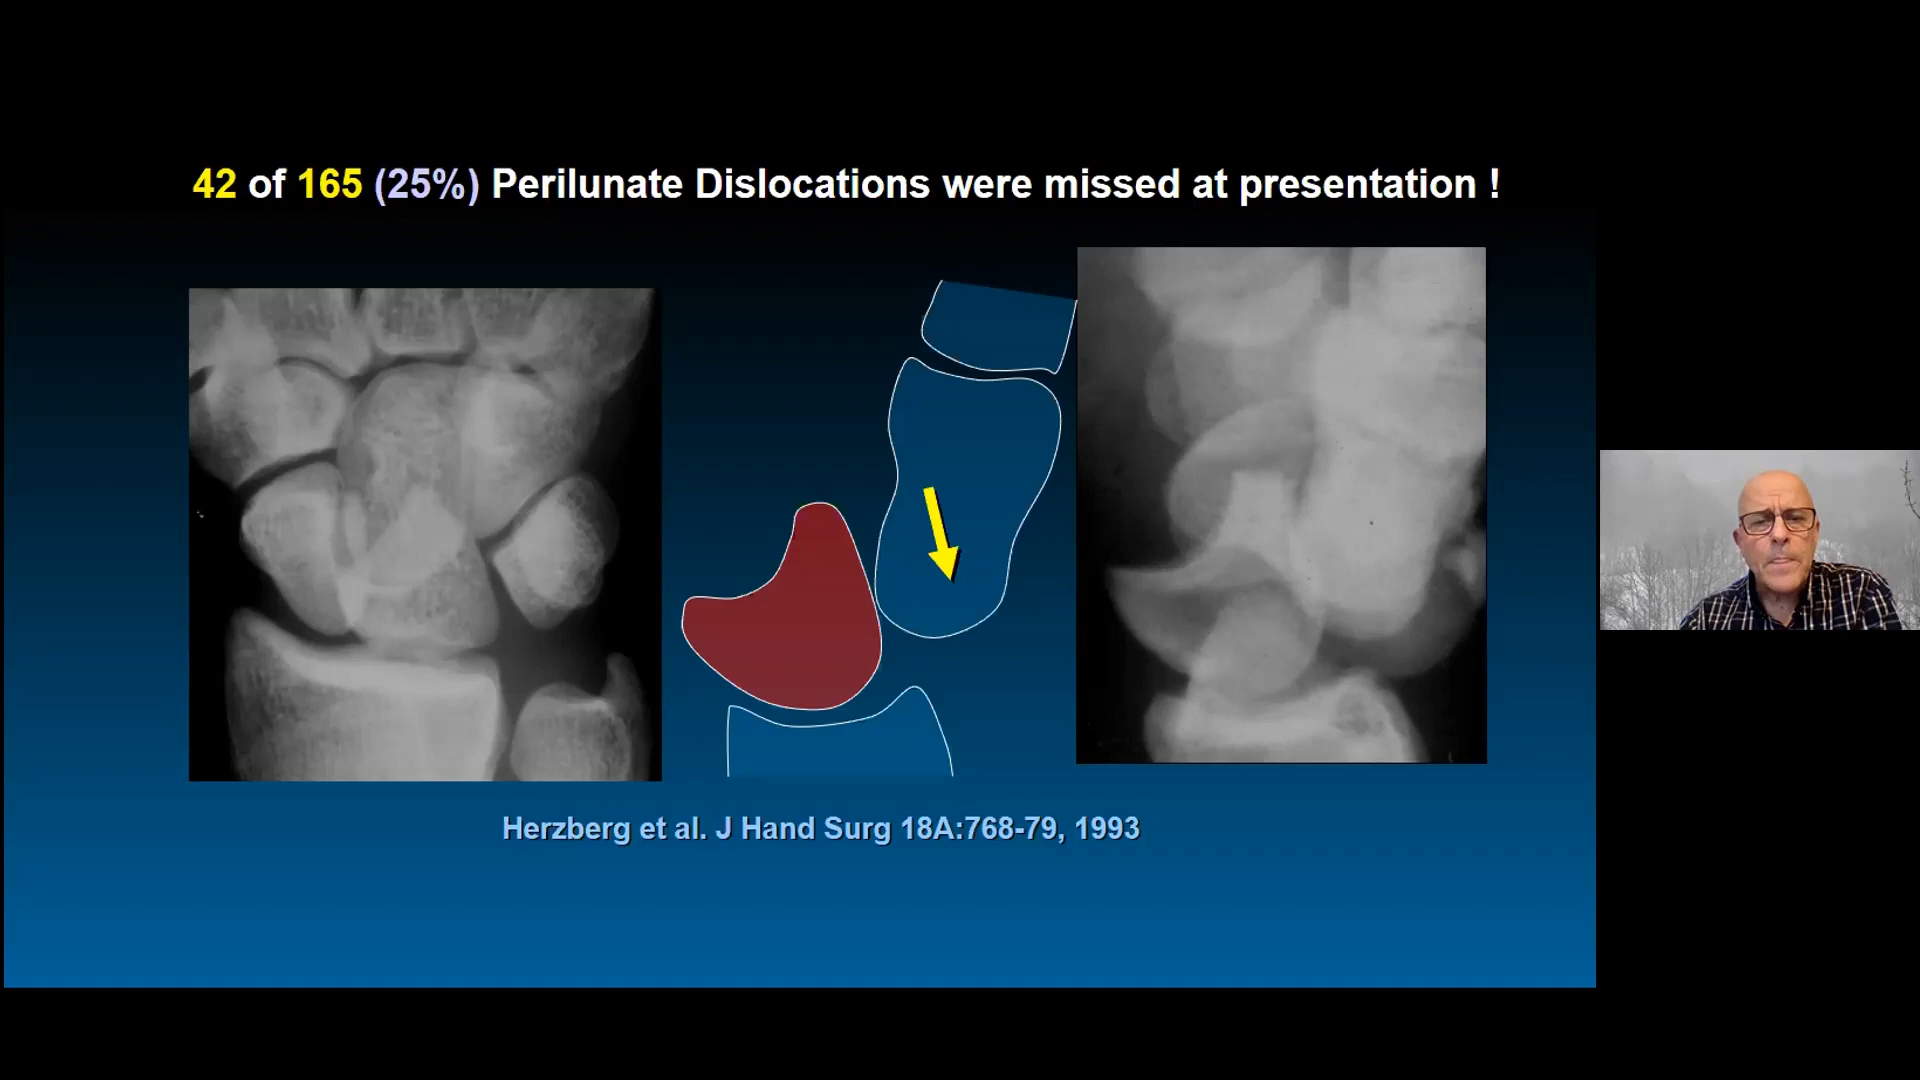 42 of 165 (25%) Perilunate Dislocations were missed at presentation !
Herzberg et al. J Hand Surg 18A:768-79, 1993